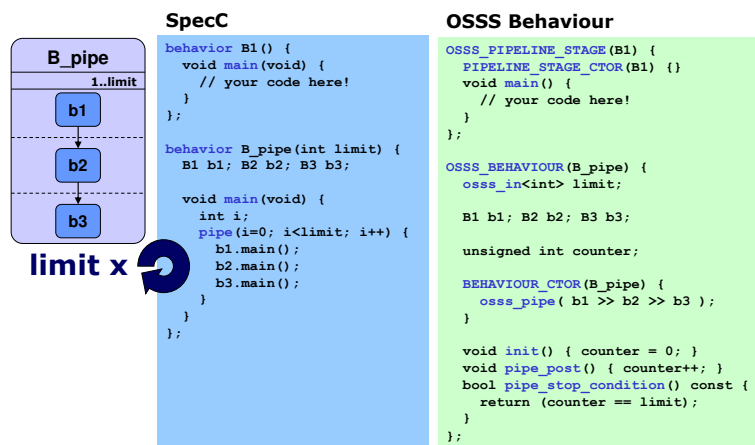 B_pipe
1..limit
b1
b2
b3
limit x
SpecC
behavior B1() {
  void main(void) {
    // your code here!
  }
};
behavior B_pipe(int limit) {
  B1 b1; B2 b2; B3 b3;
  void main(void) {
    int i;
    pipe(i=0; i<limit; i++) {
      b1.main();
      b2.main();
      b3.main();
    }
  }
};
OSSS Behaviour
OSSS_PIPELINE_STAGE(B1) {
  PIPELINE_STAGE_CTOR(B1) {}
  void main() {
    // your code here!
  }
};
OSSS_BEHAVIOUR(B_pipe) {
  osss_in<int> limit;
  B1 b1; B2 b2; B3 b3;
  unsigned int counter;
  BEHAVIOUR_CTOR(B_pipe) {
    osss_pipe( b1 >> b2 >> b3 );
  }
  void init() { counter = 0; }
  void pipe_post() { counter++; }
  bool pipe_stop_condition() const {
    return (counter == limit);
  }
};